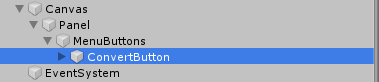 Canvas
Panel
MenuButtons
ConvertButton
EventSystem